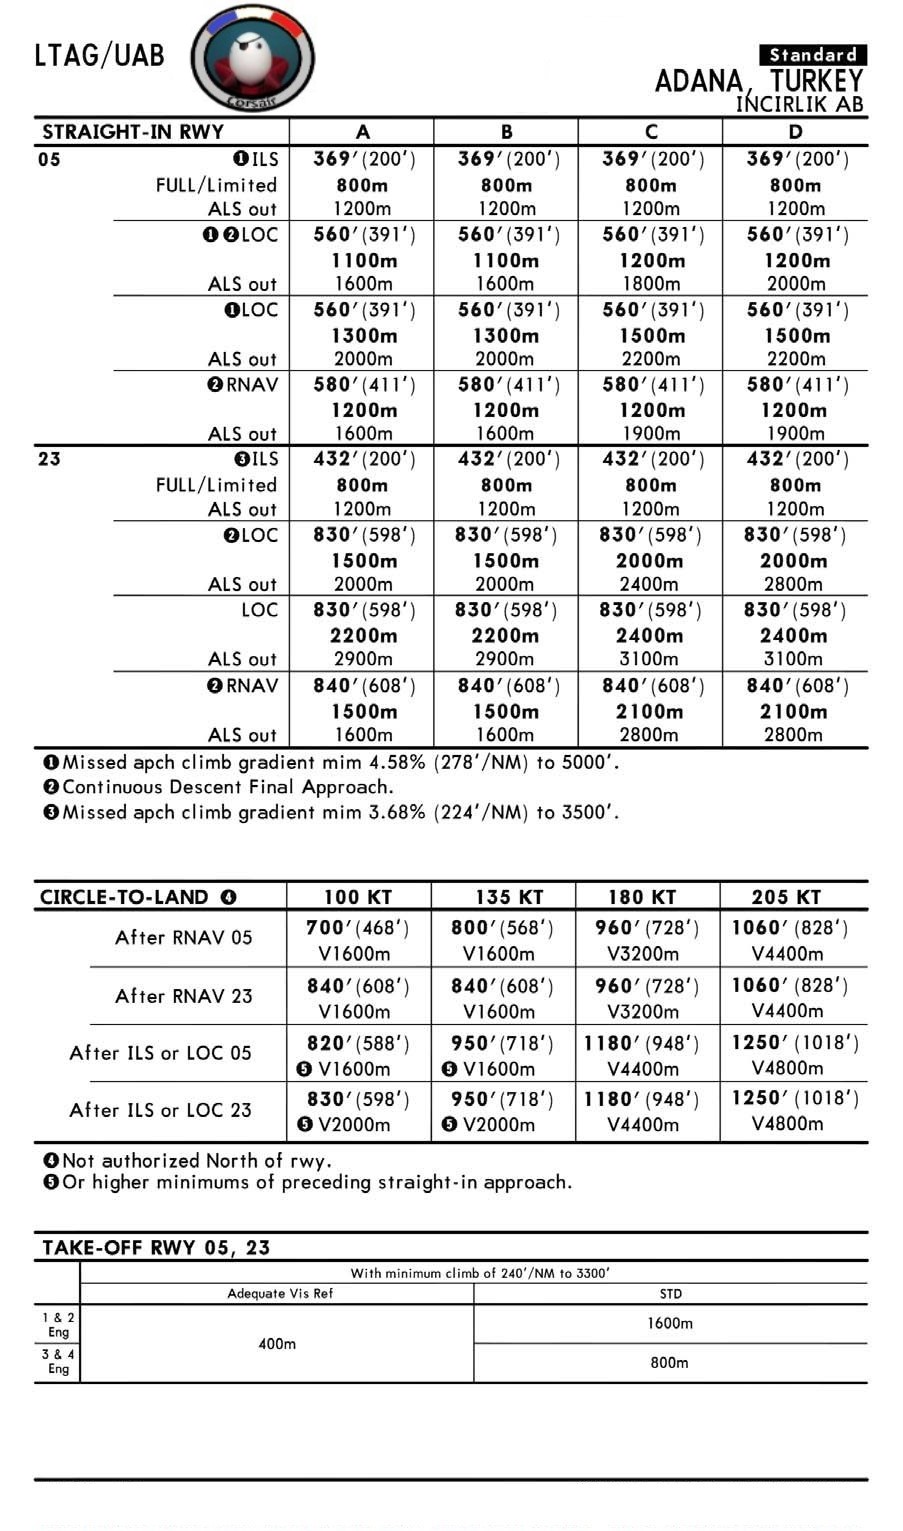 LTAG/UAB
Corsair
Standard
ADANA, TURKEY
INCIRLIK AB
STRAIGHT-IN RWY A B C D
05 ❶ILS 369′(200′) 369′(200′) 369′(200′) 369′(200′)
FULL/Limited 800m 800m 800m 800m
ALS out 1200m 1200m 1200m 1200m
❶❷LOC 560′(391′) 560′(391′) 560′(391′) 560′(391′)
1100m 1100m 1200m 1200m
ALS out 1600m 1600m 1800m 2000m
❶LOC 560′(391′) 560′(391′) 560′(391′) 560′(391′)
1300m 1300m 1500m 1500m
ALS out 2000m 2000m 2200m 2200m
❷RNAV 580′(411′) 580′(411′) 580′(411′) 580′(411′)
1200m 1200m 1200m 1200m
ALS out 1600m 1600m 1900m 1900m
23 ❸ILS 432′(200′) 432′(200′) 432′(200′) 432′(200′)
FULL/Limited 800m 800m 800m 800m
ALS out 1200m 1200m 1200m 1200m
❷LOC 830′(598′) 830′(598′) 830′(598′) 830′(598′)
1500m 1500m 2000m 2000m
ALS out 2000m 2000m 2400m 2800m
LOC 830′(598′) 830′(598′) 830′(598′) 830′(598′)
2200m 2200m 2400m 2400m
ALS out 2900m 2900m 3100m 3100m
❷RNAV 840′(608′) 840′(608′) 840′(608′) 840′(608′)
1500m 1500m 2100m 2100m
ALS out 1600m 1600m 2800m 2800m
❶Missed apch climb gradient mim 4.58% (278′/NM) to 5000′.
❷Continuous Descent Final Approach.
❸Missed apch climb gradient mim 3.68% (224′/NM) to 3500′.
CIRCLE-TO-LAND ❹ 100 KT 135 KT 180 KT 205 KT
After RNAV 05 700′(468′) 800′(568′) 960′(728′) 1060′(828′)
V1600m V1600m V3200m V4400m
After RNAV 23 840′(608′) 840′(608′) 960′(728′) 1060′(828′)
V1600m V1600m V3200m V4400m
After ILS or LOC 05 820′(588′) 950′(718′) 1180′(948′) 1250′(1018′)
❺ V1600m ❺ V1600m V4400m V4800m
After ILS or LOC 23 830′(598′) 950′(718′) 1180′(948′) 1250′(1018′)
❺ V2000m ❺ V2000m V4400m V4800m
❹Not authorized North of rwy.
❺Or higher minimums of preceding straight-in approach.
TAKE-OFF RWY 05, 23
With minimum climb of 240′/NM to 3300′
Adequate Vis Ref STD
1 & 2 Eng 400m 1600m
3 & 4 Eng 800m